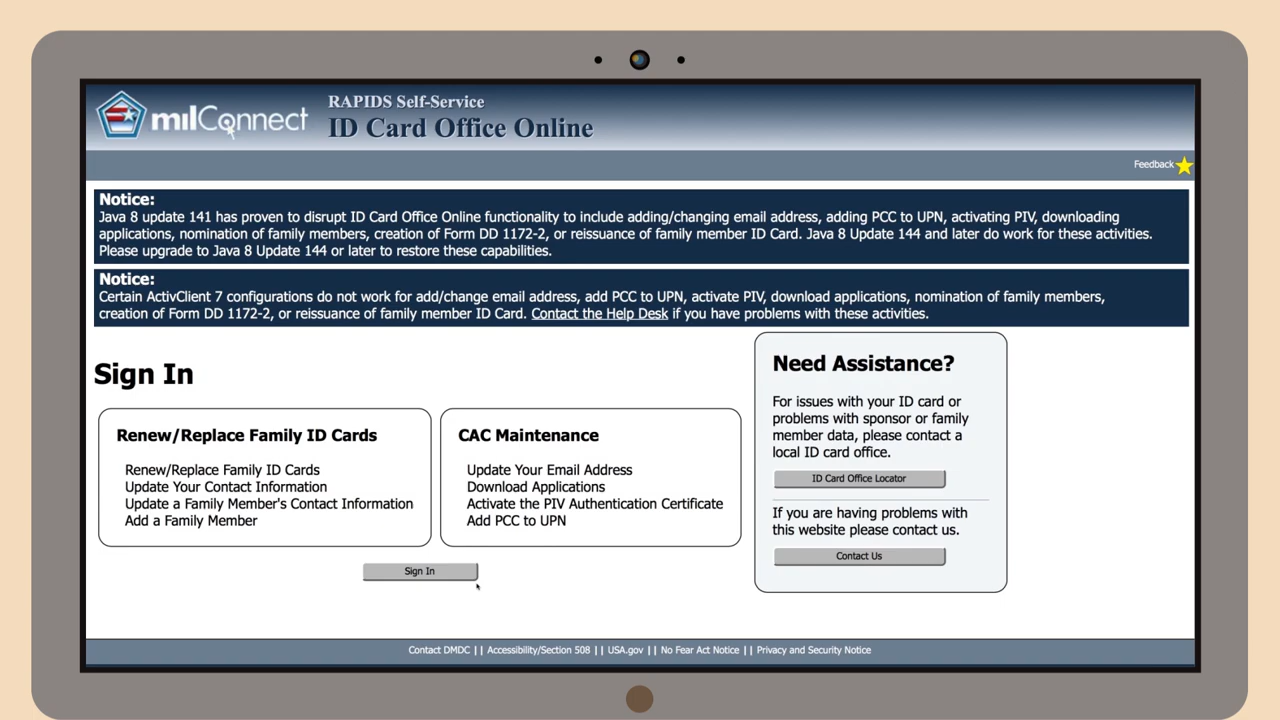 milConnect
RAPIDS Self-Service
ID Card Office Online
Feedback
Notice:
Java 8 update 141 has proven to disrupt ID Card Office Online functionality to include adding/changing email address, adding PCC to UPN, activating PIV, downloading
applications, nomination of family members, creation of Form DD 1172-2, or reissuance of family member ID Card. Java 8 Update 144 and later do work for these activities.
Please upgrade to Java 8 Update 144 or later to restore these capabilities.
Notice:
Certain ActivClient 7 configurations do not work for add/change email address, add PCC to UPN, activate PIV, download applications, nomination of family members,
creation of Form DD 1172-2, or reissuance of family member ID Card. Contact the Help Desk if you have problems with these activities.
Sign In
Renew/Replace Family ID Cards
Renew/Replace Family ID Cards
Update Your Contact Information
Update a Family Member's Contact Information
Add a Family Member
CAC Maintenance
Update Your Email Address
Download Applications
Activate the PIV Authentication Certificate
Add PCC to UPN
Sign In
Need Assistance?
For issues with your ID card or
problems with sponsor or family
member data, please contact a
local ID card office.
ID Card Office Locator
If you are having problems with
this website please contact us.
Contact Us
Contact DMDC || Accessibility/Section 508 || USA.gov || No Fear Act Notice || Privacy and Security Notice